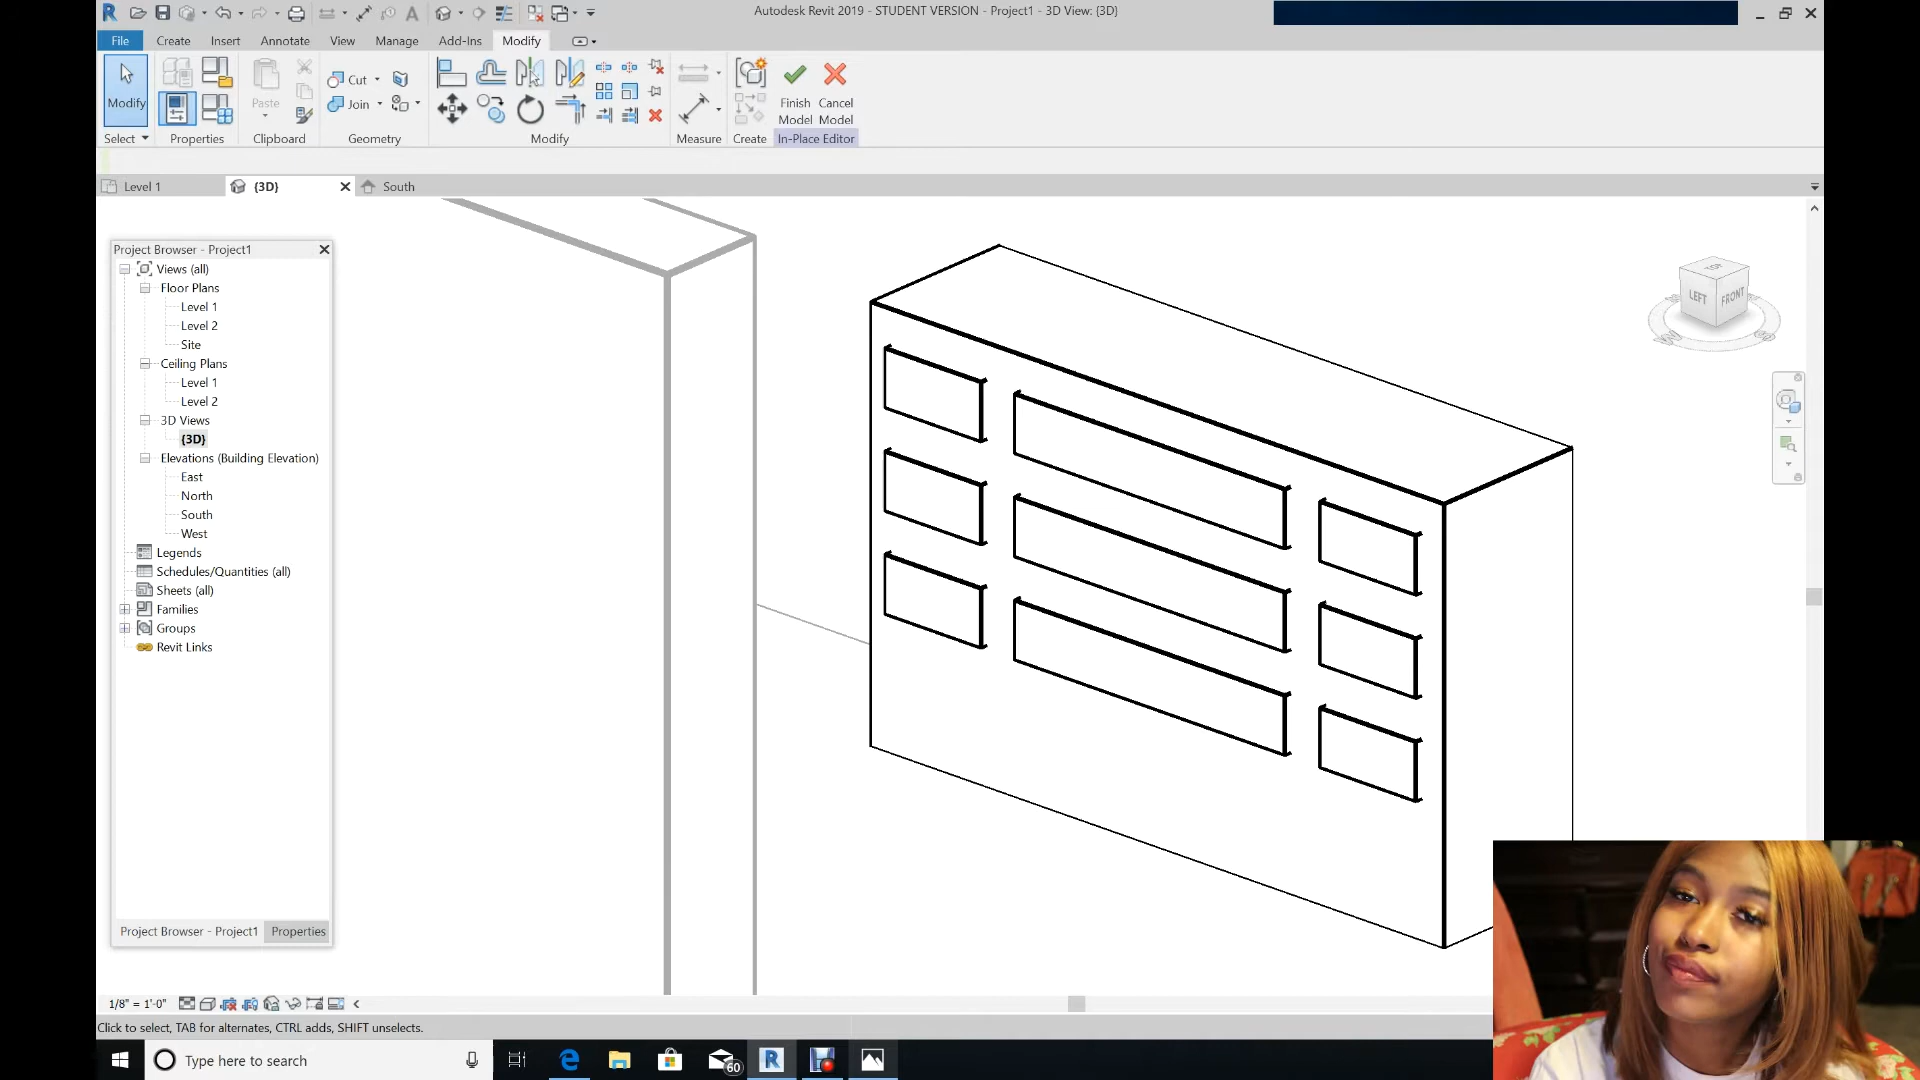 Autodesk Revit 2019 - STUDENT VERSION - Project1 - 3D View: {3D}
File Create Insert Annotate View Manage Add-Ins Modify
Modify
Paste
Cut
Join
Finish Model
Cancel Model
Select Properties Clipboard Geometry Modify Measure Create In-Place Editor
Level 1 {3D} South
Project Browser - Project1
Views (all)
Floor Plans
Level 1
Level 2
Site
Ceiling Plans
Level 1
Level 2
3D Views
{3D}
Elevations (Building Elevation)
East
North
South
West
Legends
Schedules/Quantities (all)
Sheets (all)
Families
Groups
Revit Links
Project Browser - Project1 Properties
TOP
LEFT FRONT
W
1/8" = 1'-0"
Click to select, TAB for alternates, CTRL adds, SHIFT unselects.
Type here to search
60